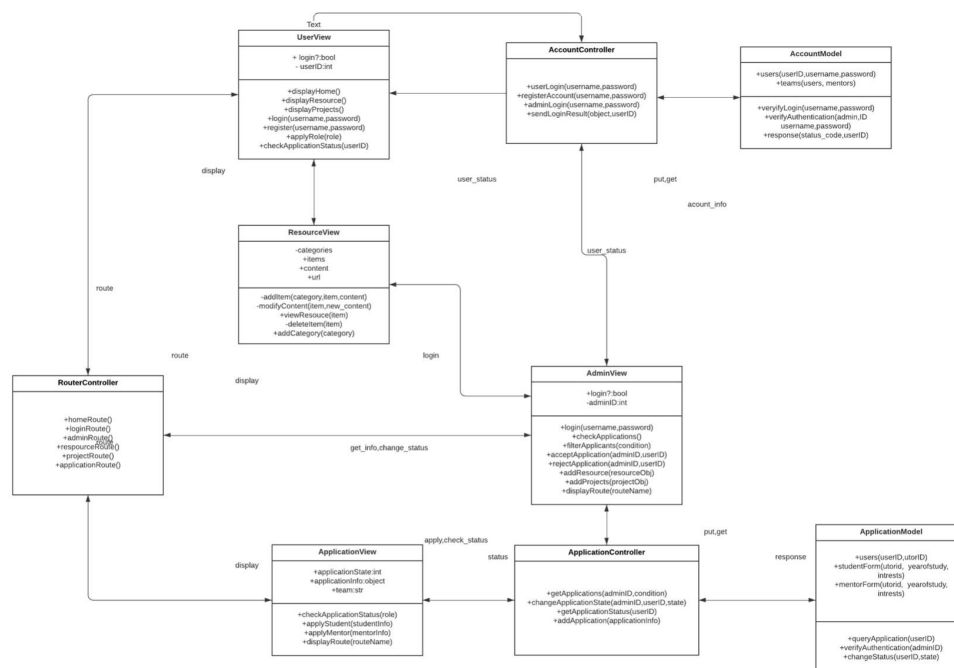 Text
UserView
+ login?:bool
- userID:int
+displayHome()
+displayResource()
+displayProjects()
+login(username,password)
+register(username,password)
+applyRole(role)
+checkApplicationStatus(userID)
AccountController
+userLogin(username,password)
+registerAccount(username,password)
+adminLogin(username,password)
+sendLoginResult(object,userID)
AccountModel
+users(userID,username,password)
+teams(users, mentors)
+veryifyLogin(username,password)
+verifyAuthentication(admin,ID
username,password)
+response(status_code,userID)
display
user_status
put,get
acount_info
ResourceView
-categories
+items
+content
+url
-addItem(category,item,content)
-modifyContent(item,new_content)
+viewResouce(item)
-deleteItem(item)
+addCategory(category)
user_status
route
route
login
display
RouterController
+homeRoute()
+loginRoute()
+adminRoute()
route
+respourceRoute()
+projectRoute()
+applicationRoute()
get_info,change_status
AdminView
+login?:bool
-adminID:int
+login(username,password)
+checkApplications()
+filterApplicants(condition)
+acceptApplication(adminID,userID)
+rejectApplication(adminID,userID)
+addResource(resourceObj)
+addProjects(projectObj)
+displayRoute(routeName)
apply,check_status
put,get
display
status
response
ApplicationView
+applicationState:int
+applicationInfo:object
+team:str
+checkApplicationStatus(role)
+applyStudent(studentInfo)
+applyMentor(mentorInfo)
+displayRoute(routeName)
ApplicationController
+getApplications(adminID,condition)
+changeApplicationState(adminID,userID,state)
+getApplicationStatus(userID)
+addApplication(applicationInfo)
ApplicationModel
+users(userID,utorID)
+studentForm(utorid, yearofstudy,
intrests)
+mentorForm(utorid, yearofstudy,
intrests)
+queryApplication(userID)
+verifyAuthentication(adminID)
+changeStatus(userID,state)